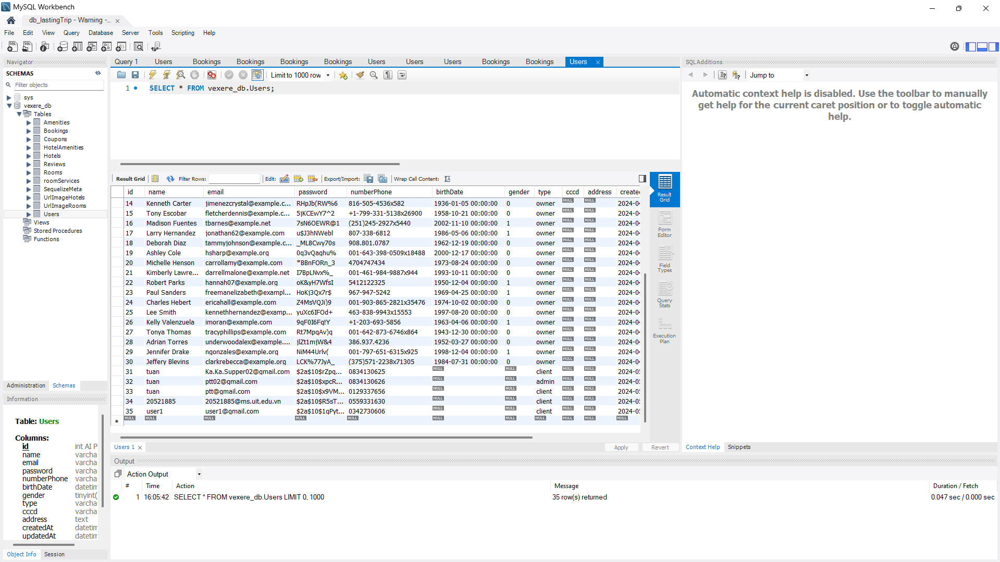 MySQL Workbench
db_lastingTrip - Warning -...
File Edit View Query Database Server Tools Scripting Help
Navigator
SCHEMAS
Filter objects
sys
vexere_db
Tables
Amenities
Bookings
Coupons
HotelAmenities
Hotels
Reviews
Rooms
roomServices
SequelizeMeta
UrlImageHotels
UrlImageRooms
Users
Views
Stored Procedures
Functions
Administration Schemas
Information
Table: Users
Columns:
id int AI P
name varcha
email varcha
password varcha
numberPhone varcha
birthDate datetim
gender tinyint(
type varcha
cccd varcha
address text
createdAt datetim
updatedAt datetim
Object Info Session
Query 1 Users Bookings Bookings Bookings Bookings Users Users Users Bookings Bookings Users
Limit to 1000 row
1 SELECT * FROM vexere_db.Users;
Result Grid Filter Rows: Edit: Export/Import: Wrap Cell Content:
id name email password numberPhone birthDate gender type cccd address created
14 Kenneth Carter jimenezcrystal@example.c... RHpJb(RW%6 816-505-4536x582 1936-01-05 00:00:00 0 owner NULL NULL 2024-04
15 Tony Escobar fletcherdennis@example.c... 5jKCEwY7^2 +1-799-331-5138x26900 1958-10-21 00:00:00 0 owner NULL NULL 2024-04
16 Madison Fuentes tbarnes@example.net 7sN6OEWR@1 (251)245-2927x5440 2002-11-10 00:00:00 1 owner NULL NULL 2024-04
17 Larry Hernandez jonathan62@example.com u$J3hNWebl 807-338-6812 1986-05-06 00:00:00 1 owner NULL NULL 2024-04
18 Deborah Diaz tammyjohnson@example.c... _ML8Cwy70s 908.801.0787 1962-12-19 00:00:00 0 owner NULL NULL 2024-04
19 Ashley Cole hsharp@example.org 0q3vQaghu% 001-643-398-0509x18488 2000-12-17 00:00:00 0 owner NULL NULL 2024-04
20 Michelle Henson carrollamy@example.com *BBnFORn_3 4704747434 1973-08-24 00:00:00 0 owner NULL NULL 2024-04
21 Kimberly Lawre... darrellmalone@example.net I7BpLNvx%_ 001-461-984-9887x944 1993-10-11 00:00:00 0 owner NULL NULL 2024-04
22 Robert Parks hannah07@example.org oK&yH7WfsI 5412122325 1950-12-04 00:00:00 1 owner NULL NULL 2024-04
23 Paul Sanders freemanelizabeth@exampl... HoKj3Qx7r$ 967-947-5242 1969-04-25 00:00:00 1 owner NULL NULL 2024-04
24 Charles Hebert ericahall@example.com Z4MsVQJi)9 001-903-865-2821x35476 1974-10-02 00:00:00 0 owner NULL NULL 2024-04
25 Lee Smith kennethhernandez@examp... yuXc6IFOd+ 463-838-9943x15553 1997-08-20 00:00:00 0 owner NULL NULL 2024-04
26 Kelly Valenzuela imoran@example.com 9qF0I6Fq!Y +1-203-693-5856 1963-04-06 00:00:00 1 owner NULL NULL 2024-04
27 Tonya Thomas tracyphillips@example.com Rt7MpqAv)q 001-642-873-6746x864 1943-12-30 00:00:00 0 owner NULL NULL 2024-04
28 Adrian Torres underwoodalex@example.... jlZt1mjW&4 386.937.4236 1952-03-27 00:00:00 0 owner NULL NULL 2024-04
29 Jennifer Drake ngonzales@example.org NiM44Urlv( 001-797-651-6315x925 1998-12-04 00:00:00 1 owner NULL NULL 2024-04
30 Jeffery Blevins clarkrebecca@example.org LCK%77JyA_ (375)571-2238x71305 1984-07-31 00:00:00 0 owner NULL NULL 2024-04
31 tuan Ka.Ka.Supper02@gmail.com $2a$10$rZpq... 0834130625 NULL NULL client NULL NULL 2024-05
32 tuan ptt02@gmail.com $2a$10$xpcR... 0834130626 NULL NULL admin NULL NULL 2024-05
33 tuan ptt@gmail.com $2a$10$x9VM... 0129337656 NULL NULL client NULL NULL 2024-05
34 20521885 20521885@ms.uit.edu.vn $2a$10$R5sT... 0559331630 NULL NULL client NULL NULL 2024-05
35 user1 user1@gmail.com $2a$10$1qPyt... 0342730606 NULL NULL client NULL NULL 2024-05
NULL NULL NULL NULL NULL NULL NULL NULL NULL NULL NULL
Result Grid
Form Editor
Field Types
Query Stats
Execution Plan
Users 1 Apply Revert
SQLAdditions
Jump to
Automatic context help is disabled. Use the toolbar to manually
get help for the current caret position or to toggle automatic
help.
Context Help Snippets
Output
Action Output
# Time Action Message Duration / Fetch
1 16:05:42 SELECT * FROM vexere_db.Users LIMIT 0, 1000 35 row(s) returned 0.047 sec / 0.000 sec